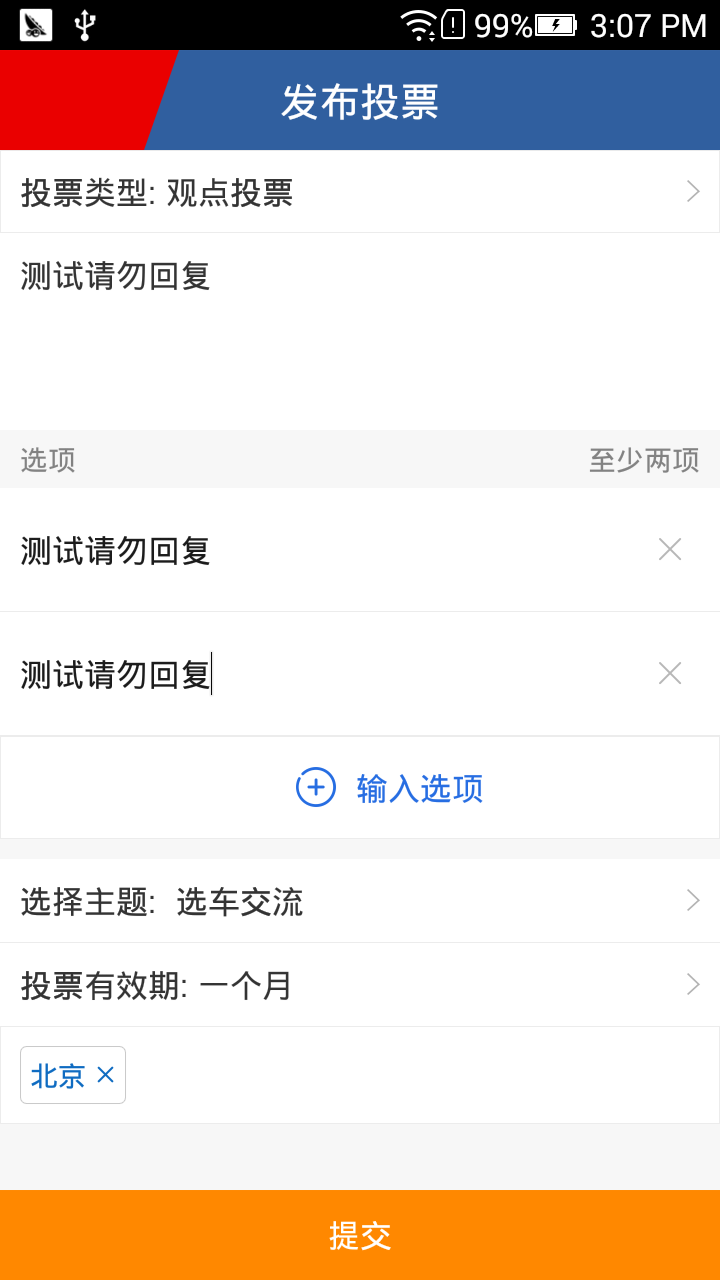 99% 3:07 PM
发布投票
投票类型: 观点投票
测试请勿回复
选项 至少两项
测试请勿回复
测试请勿回复
输入选项
选择主题: 选车交流
投票有效期: 一个月
北京 ×
提交